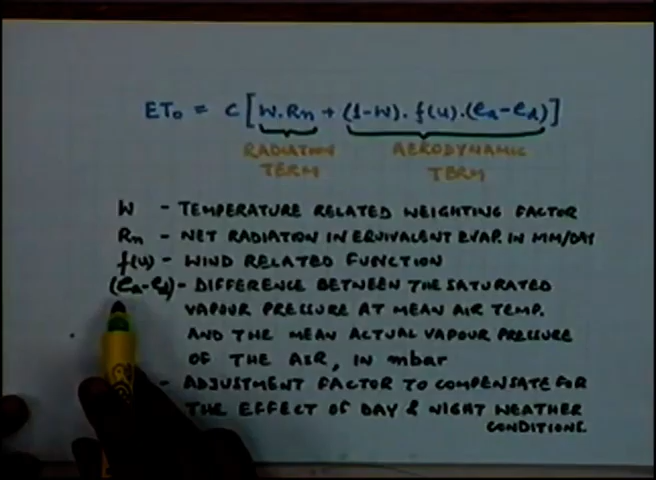 ETo = C [W.Rn + (1-W). f(u).(ea-ed)]
RADIATION TERM
AERODYNAMIC TERM
W - TEMPERATURE RELATED WEIGHTING FACTOR
Rn - NET RADIATION IN EQUIVALENT EVAP. IN MM/DAY
f(u) - WIND RELATED FUNCTION
(ea-ed) - DIFFERENCE BETWEEN THE SATURATED
VAPOUR PRESSURE AT MEAN AIR TEMP.
AND THE MEAN ACTUAL VAPOUR PRESSURE
OF THE AIR, IN mbar
- ADJUSTMENT FACTOR TO COMPENSATE FOR
THE EFFECT OF DAY & NIGHT WEATHER
CONDITIONS.